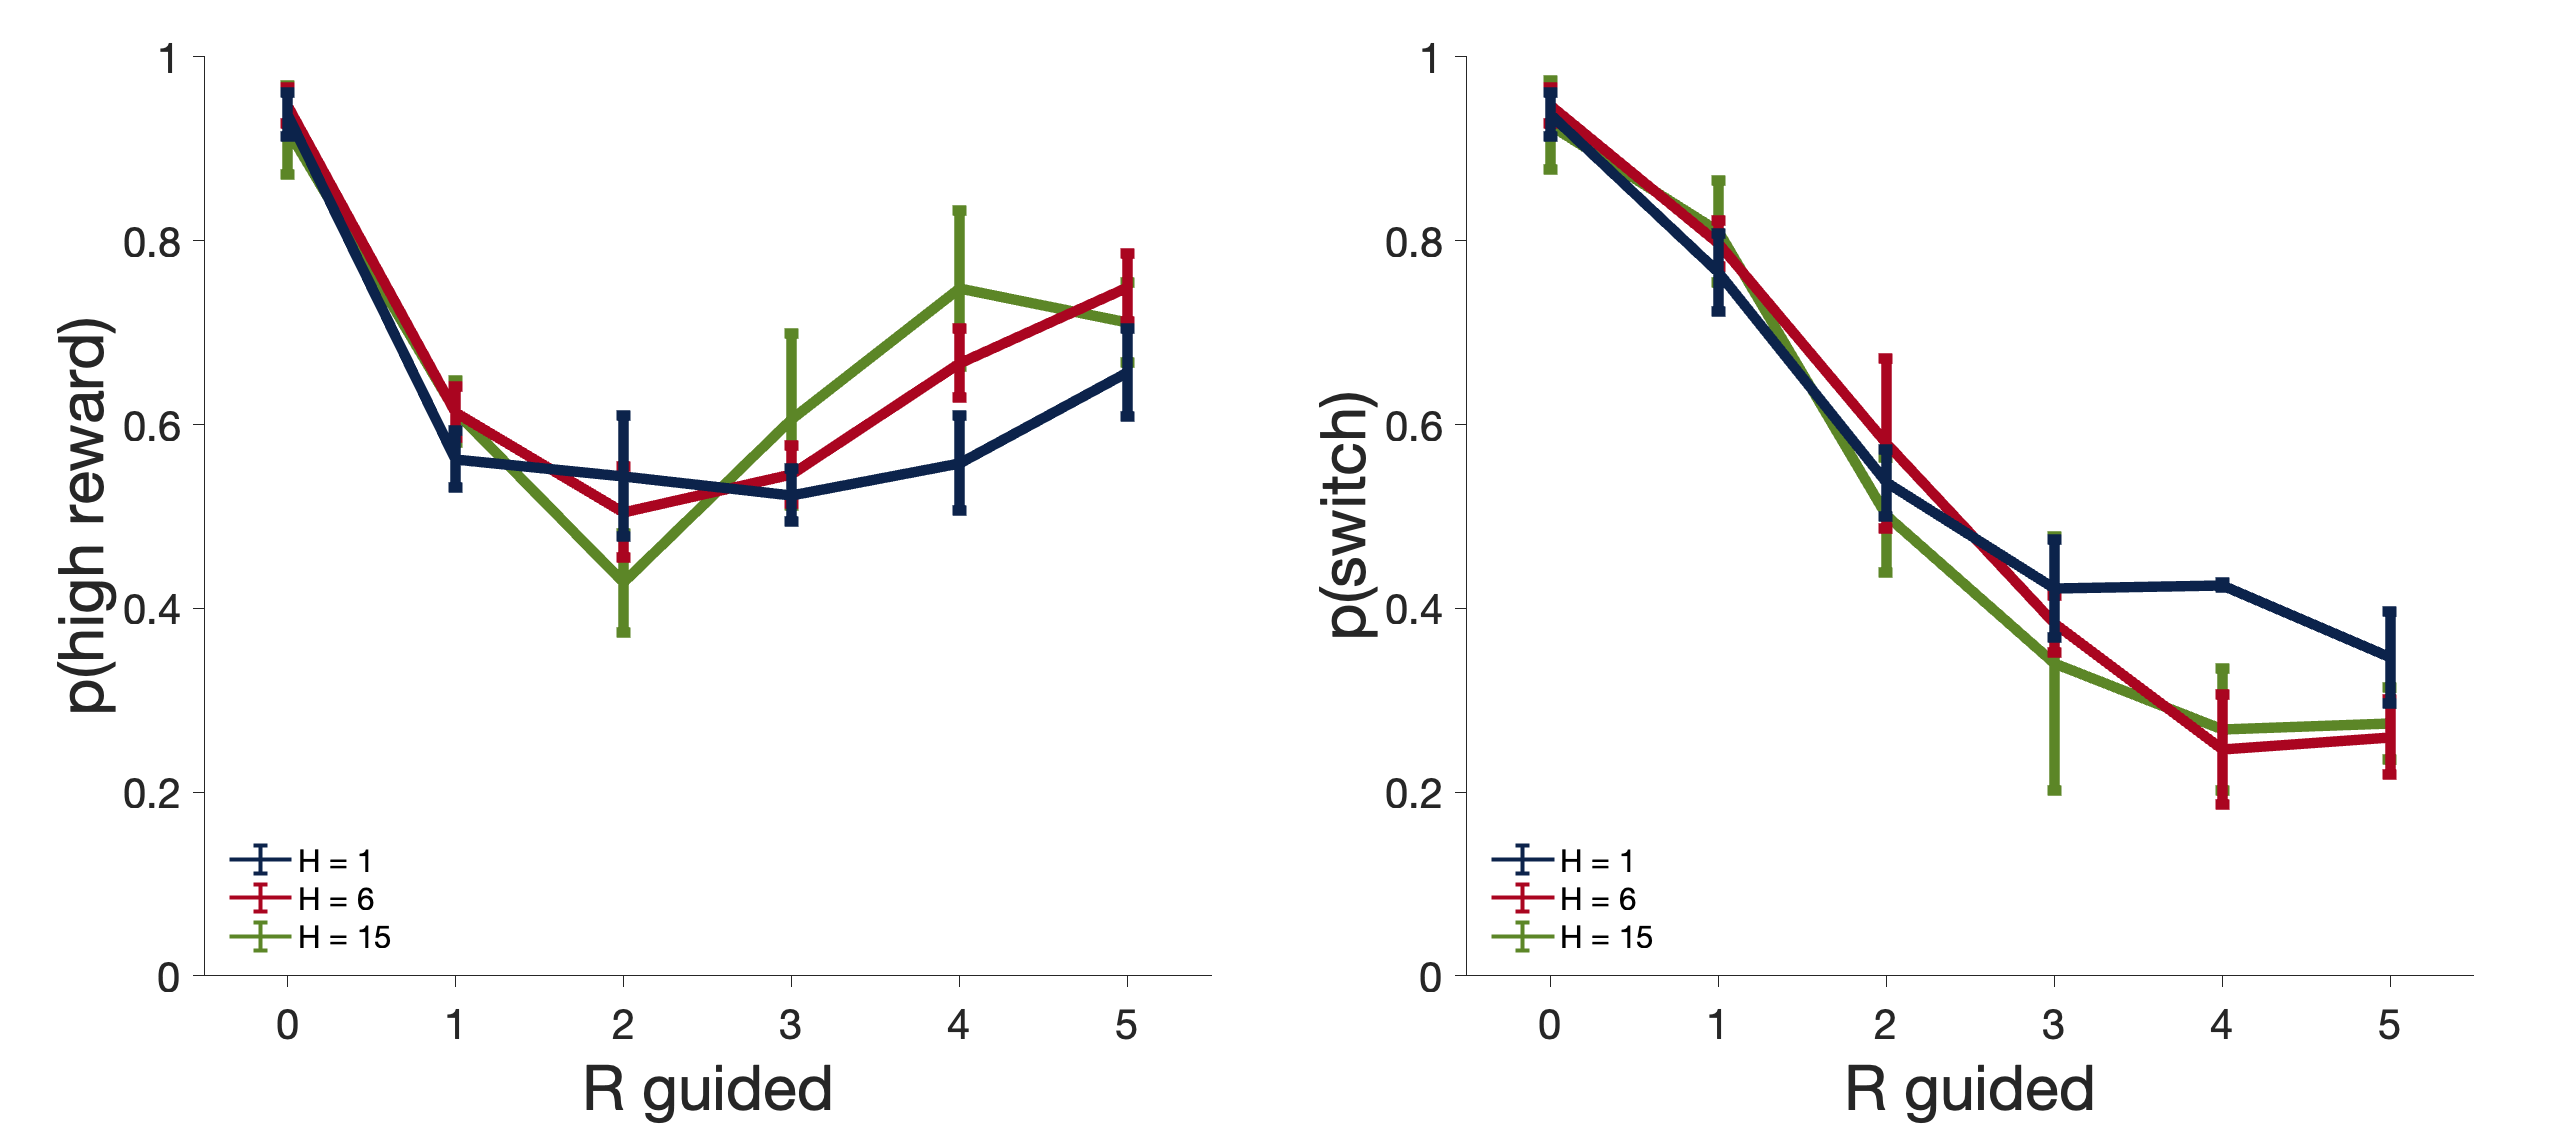 p(high reward)
1
0.8
0.6
0.4
0.2
0
H = 1
H = 6
H = 15
0 1 2 3 4 5
R guided
p(switch)
1
0.8
0.6
0.4
0.2
0
H = 1
H = 6
H = 15
0 1 2 3 4 5
R guided